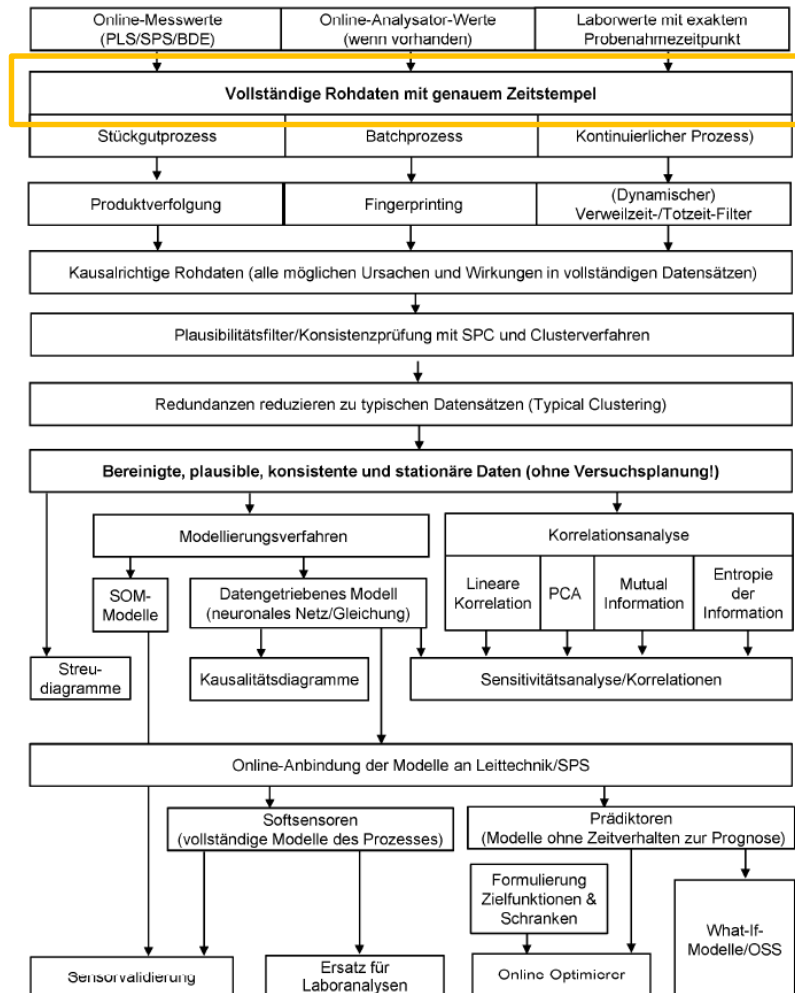 Online-Messwerte
(PLS/SPS/BDE)
Online-Analysator-Werte
(wenn vorhanden)
Laborwerte mit exaktem
Probenahmezeitpunkt
Vollständige Rohdaten mit genauem Zeitstempel
Stückgutprozess
Batchprozess
Kontinuierlicher Prozess)
Produktverfolgung
Fingerprinting
(Dynamischer)
Verweilzeit-/Totzeit-Filter
Kausalrichtige Rohdaten (alle möglichen Ursachen und Wirkungen in vollständigen Datensätzen)
Plausibilitätsfilter/Konsistenzprüfung mit SPC und Clusterverfahren
Redundanzen reduzieren zu typischen Datensätzen (Typical Clustering)
Bereinigte, plausible, konsistente und stationäre Daten (ohne Versuchsplanung!)
Modellierungsverfahren
Korrelationsanalyse
SOM-
Modelle
Datengetriebenes Modell
(neuronales Netz/Gleichung)
Lineare
Korrelation
PCA
Mutual
Information
Entropie
der
Information
Streu-
diagramme
Kausalitätsdiagramme
Sensitivitätsanalyse/Korrelationen
Online-Anbindung der Modelle an Leittechnik/SPS
Softsensoren
(vollständige Modelle des Prozesses)
Prädiktoren
(Modelle ohne Zeitverhalten zur Prognose)
Formulierung
Zielfunktionen &
Schranken
What-If-
Modelle/OSS
Sensorvalidierung
Ersatz für
Laboranalysen
Online Optimierer